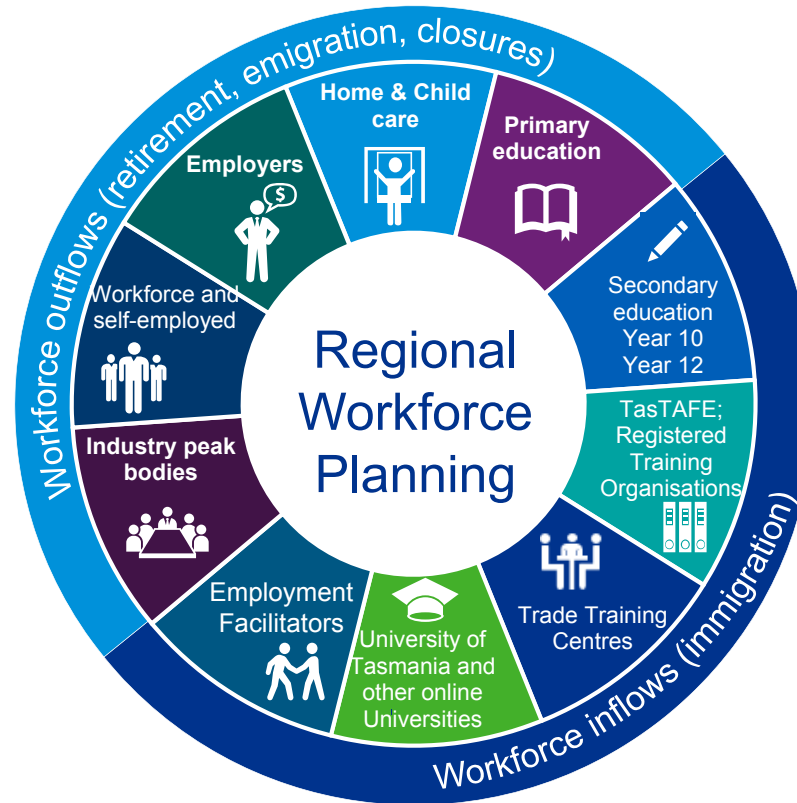 Workforce outflows (retirement, emigration, closures)
Home & Child
care
Primary
education
Secondary
education
Year 10
Year 12
TasTAFE;
Registered
Training
Organisations
Trade Training
Centres
University of
Tasmania and
other online
Universities
Employment
Facilitators
Industry peak
bodies
Workforce and
self-employed
Employers
$
Regional
Workforce
Planning
Workforce inflows (immigration)